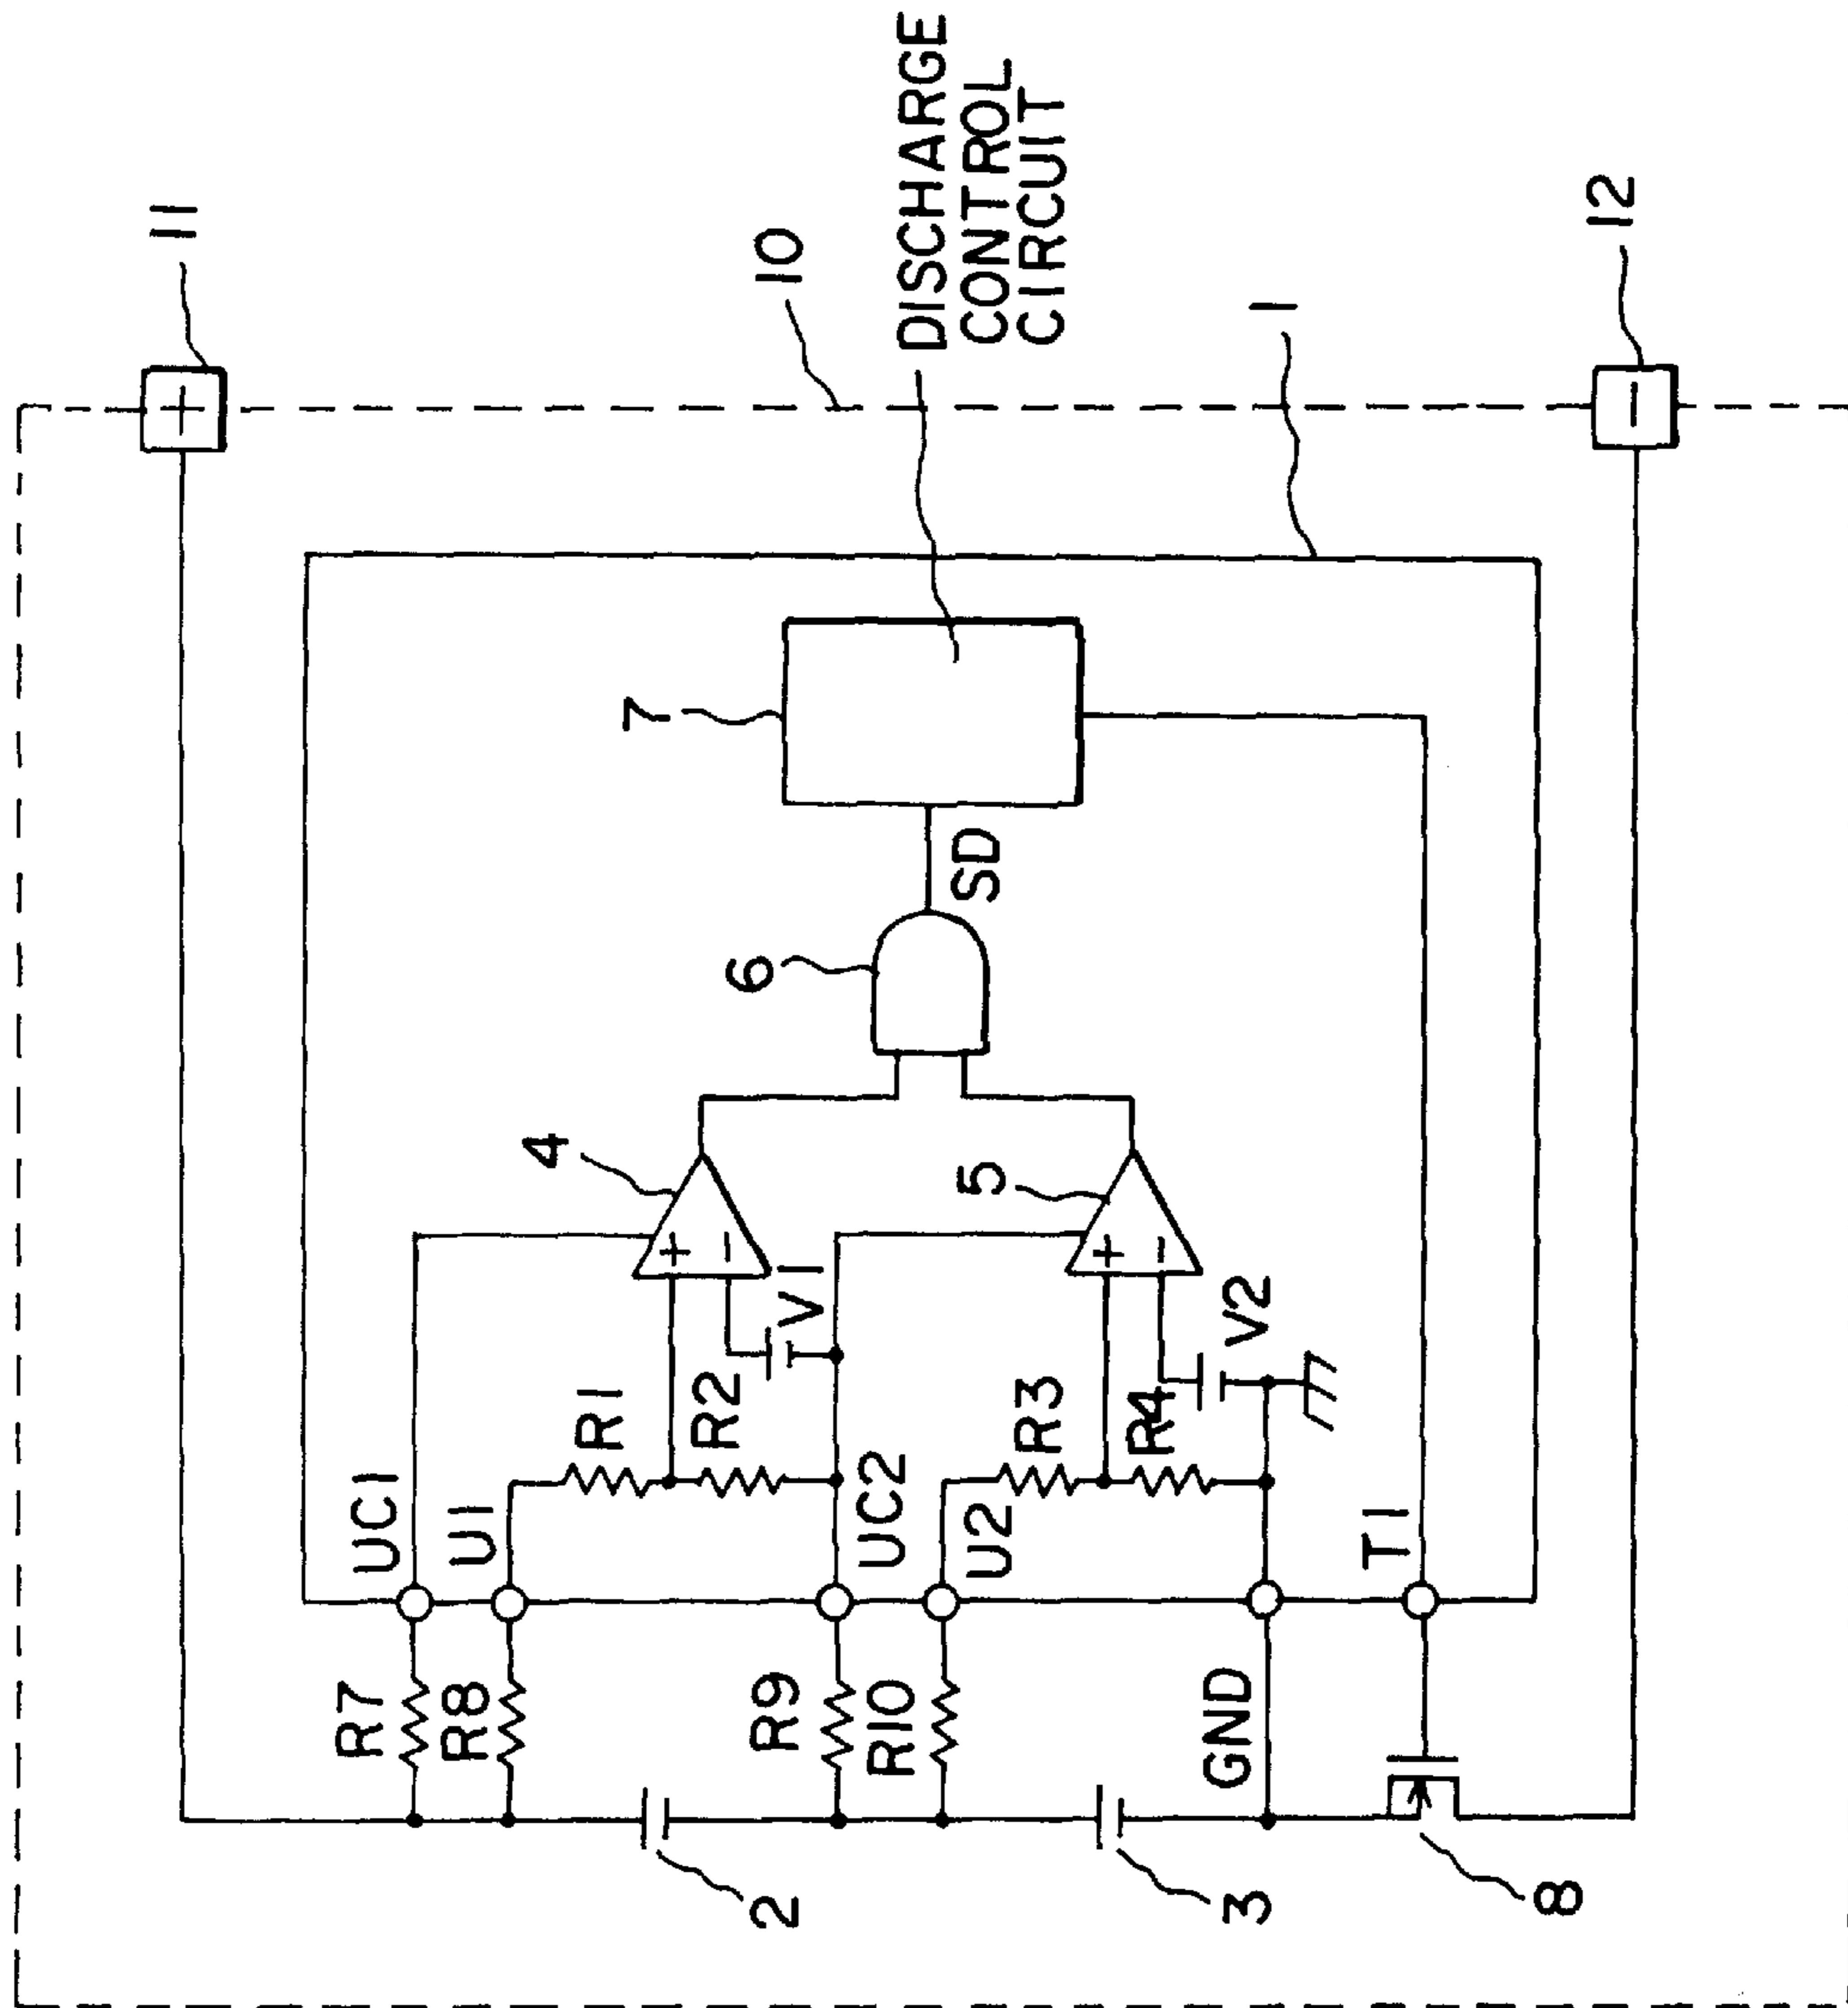 11
10
DISCHARGE
CONTROL
CIRCUIT
1
12
7
SD
6
4
5
+
−
V1
+
−
V2
R1
R2
R3
R4
UC1
U1
UC2
U2
T1
R7
R8
R9
R10
GND
2
3
8
+
−